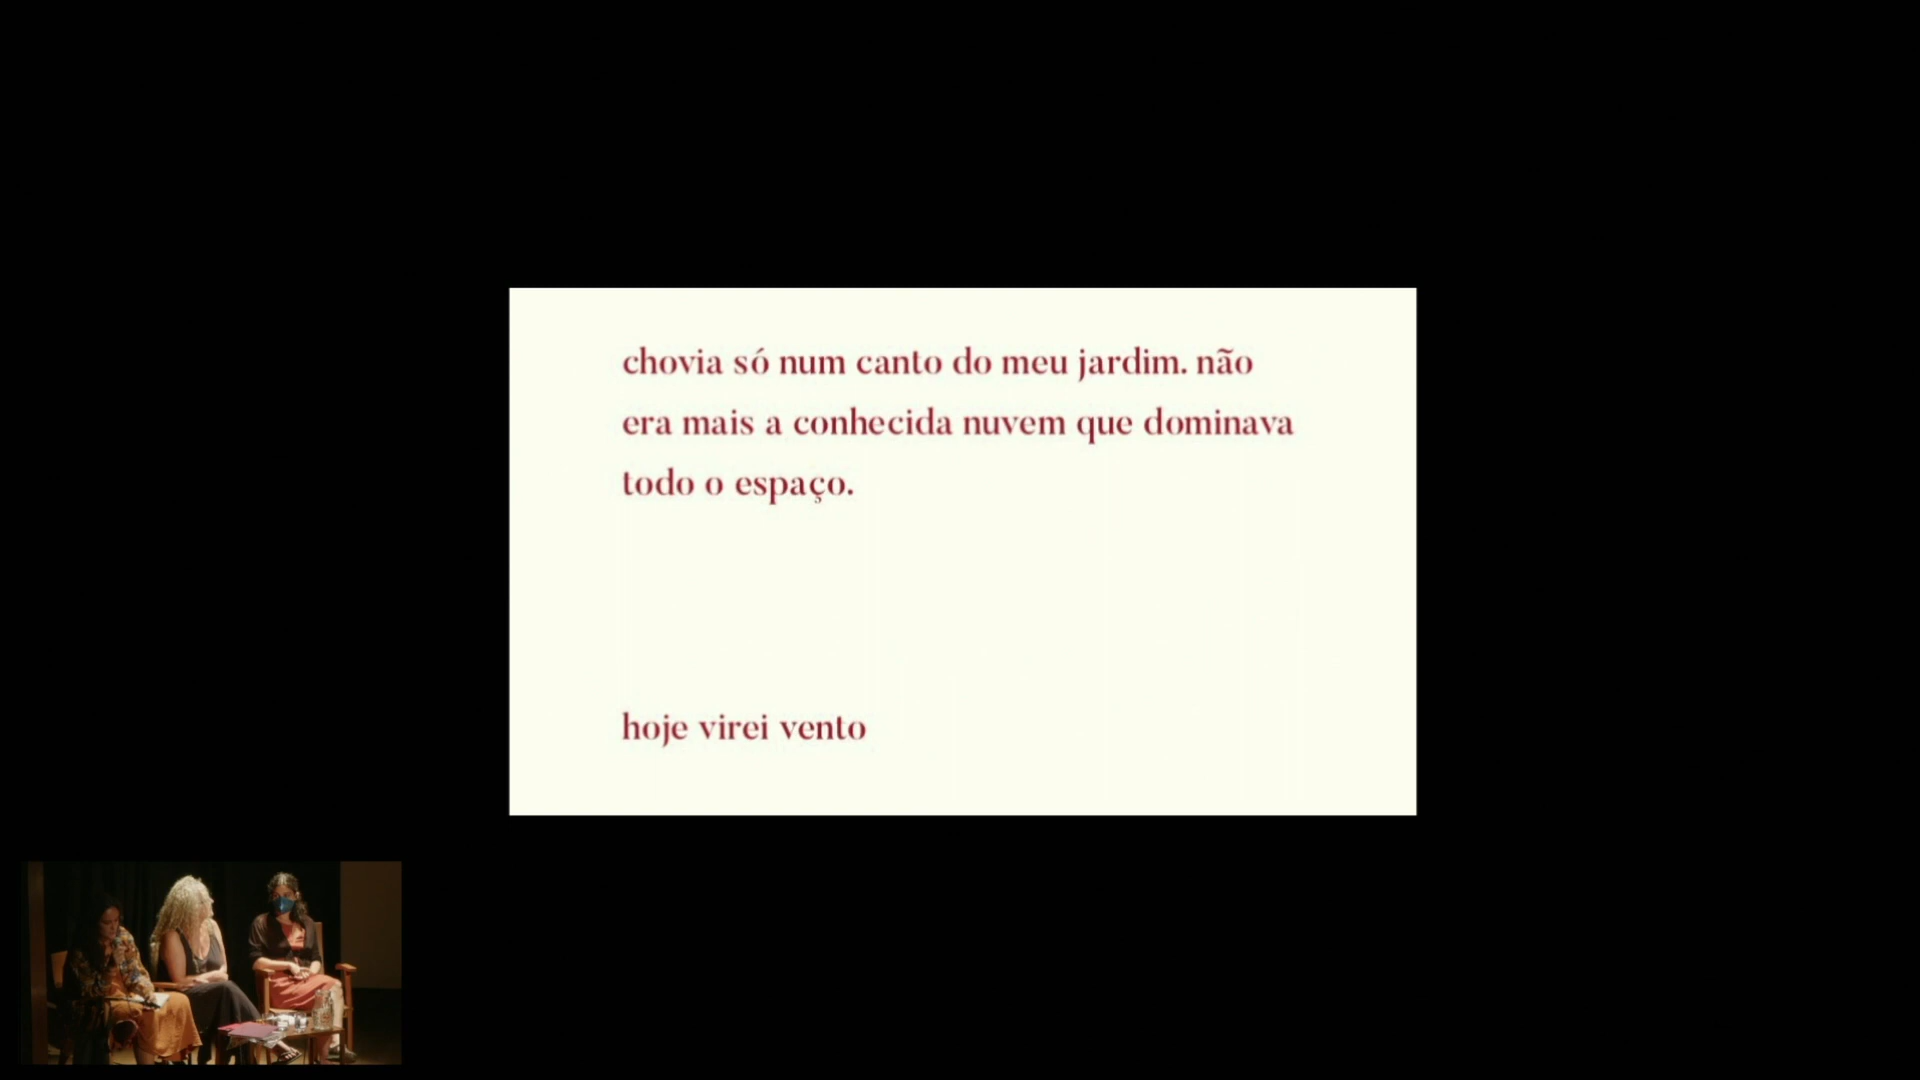 chovia só num canto do meu jardim. não
era mais a conhecida nuvem que dominava
todo o espaço.
hoje virei vento